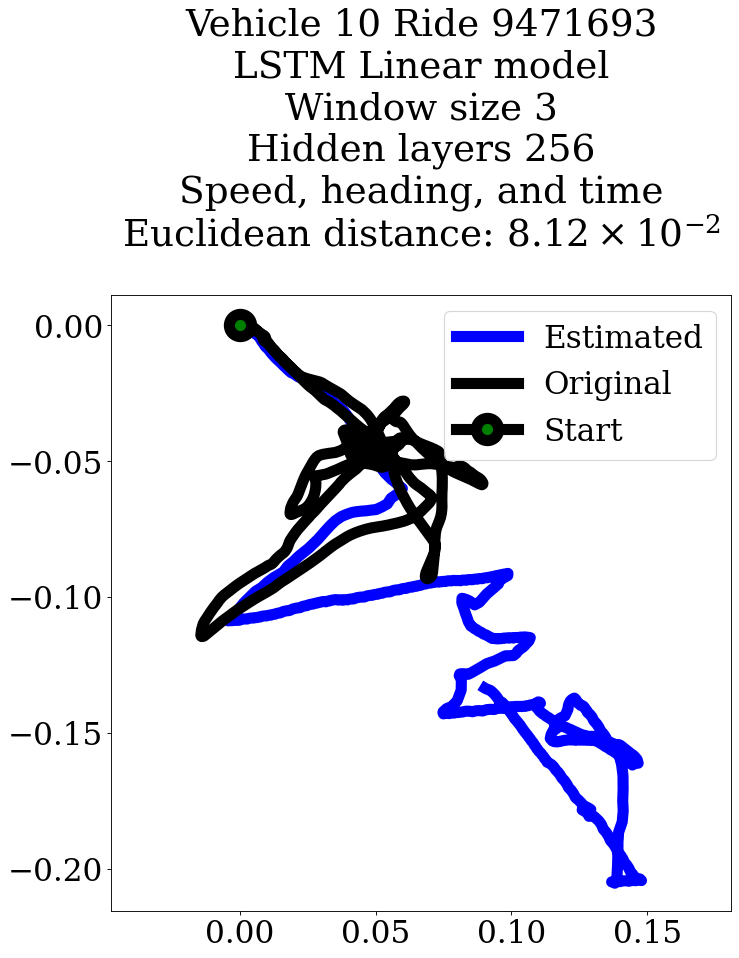 Vehicle 10 Ride 9471693
LSTM Linear model
Window size 3
Hidden layers 256
Speed, heading, and time
Euclidean distance: 8.12 × 10⁻²
Estimated
Original
Start
0.00
−0.05
−0.10
−0.15
−0.20
0.00 0.05 0.10 0.15